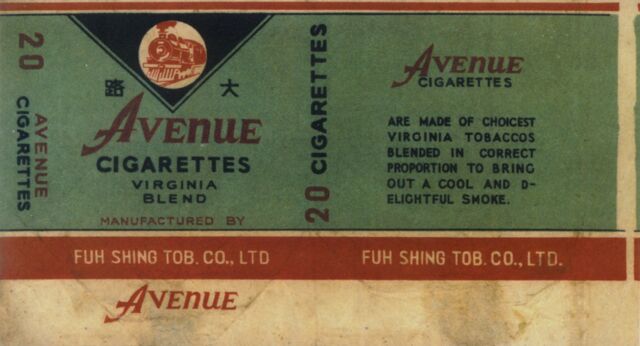 20
AVENUE
CIGARETTES
路 大
AVENUE
CIGARETTES
VIRGINIA
BLEND
MANUFACTURED BY
FUH SHING TOB. CO., LTD
20 CIGARETTES
AVENUE
CIGARETTES
ARE MADE OF CHOICEST
VIRGINIA TOBACCOS
BLENDED IN CORRECT
PROPORTION TO BRING
OUT A COOL AND D-
ELIGHTFUL SMOKE.
FUH SHING TOB. CO., LTD.
AVENUE